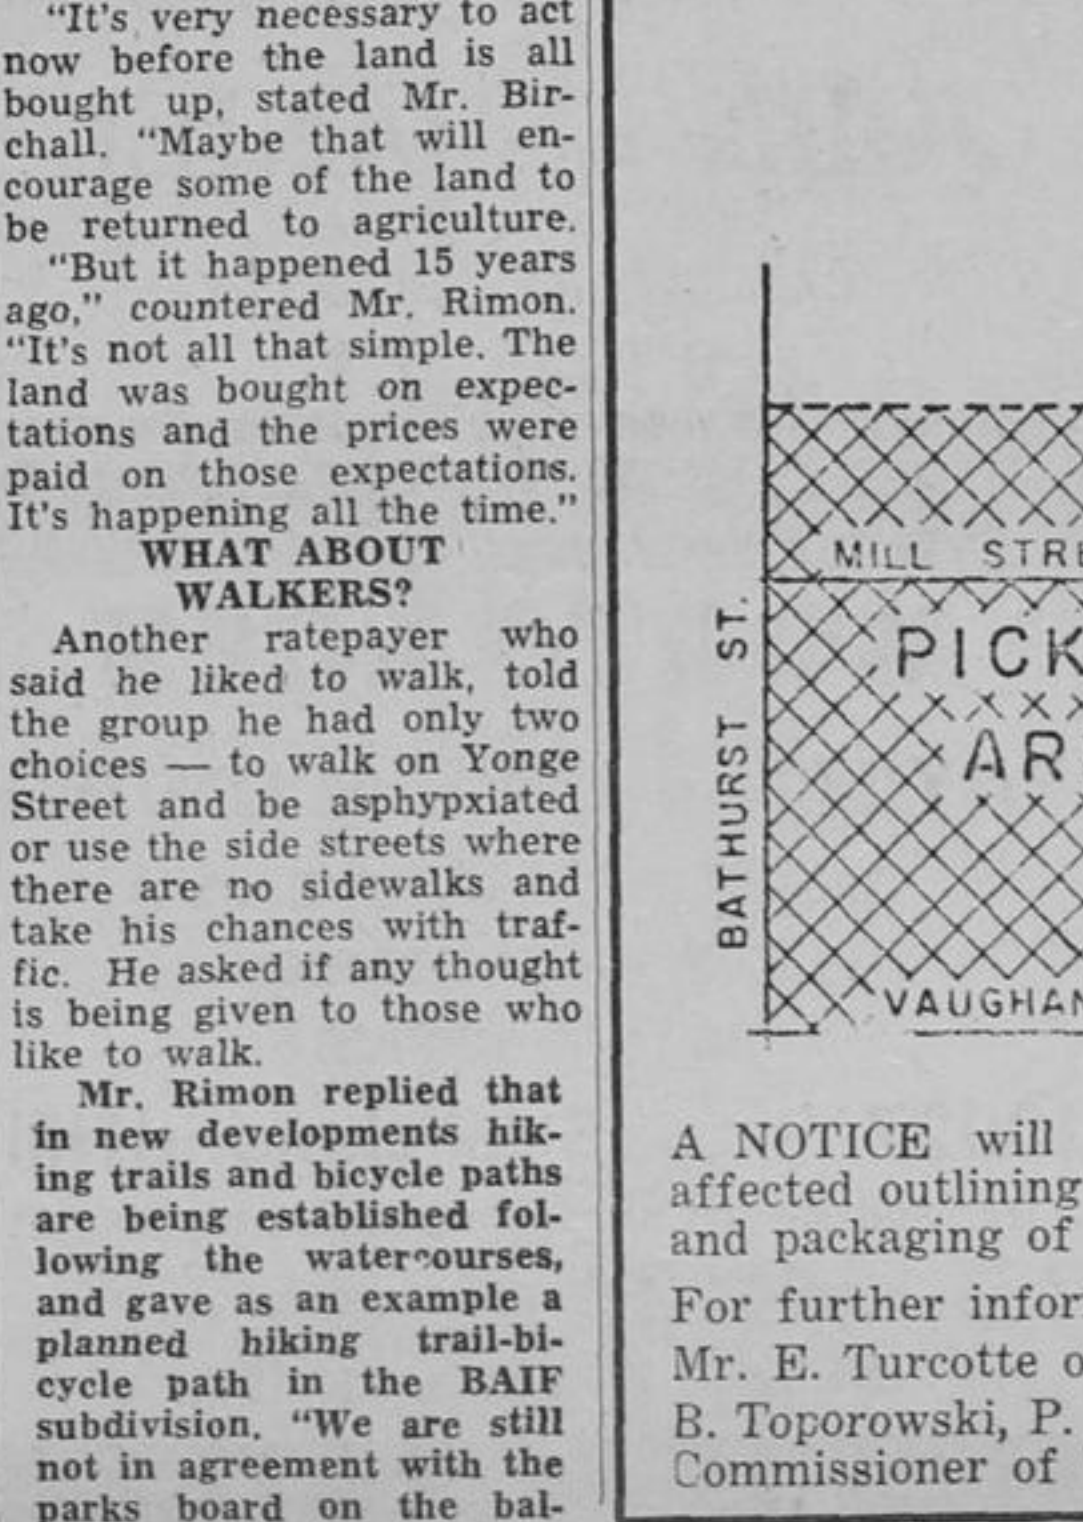 "It's very necessary to act
now before the land is all
bought up, stated Mr. Bir-
chall. "Maybe that will en-
courage some of the land to
be returned to agriculture.
"But it happened 15 years
ago," countered Mr. Rimon.
"It's not all that simple. The
land was bought on expec-
tations and the prices were
paid on those expectations.
It's happening all the time."
WHAT ABOUT
WALKERS?
Another ratepayer who
said he liked to walk, told
the group he had only two
choices — to walk on Yonge
Street and be asphypxiated
or use the side streets where
there are no sidewalks and
take his chances with traf-
fic. He asked if any thought
is being given to those who
like to walk.
Mr. Rimon replied that
in new developments hik-
ing trails and bicycle paths
are being established fol-
lowing the watercourses,
and gave as an example a
planned hiking trail-bi-
cycle path in the BAIF
subdivision. "We are still
not in agreement with the
parks board on the bal-
MILL STRE
PICK
AR
BATHURST ST.
VAUGHAN
A NOTICE will
affected outlining
and packaging of
For further infor
Mr. E. Turcotte o
B. Toporowski, P.
Commissioner of